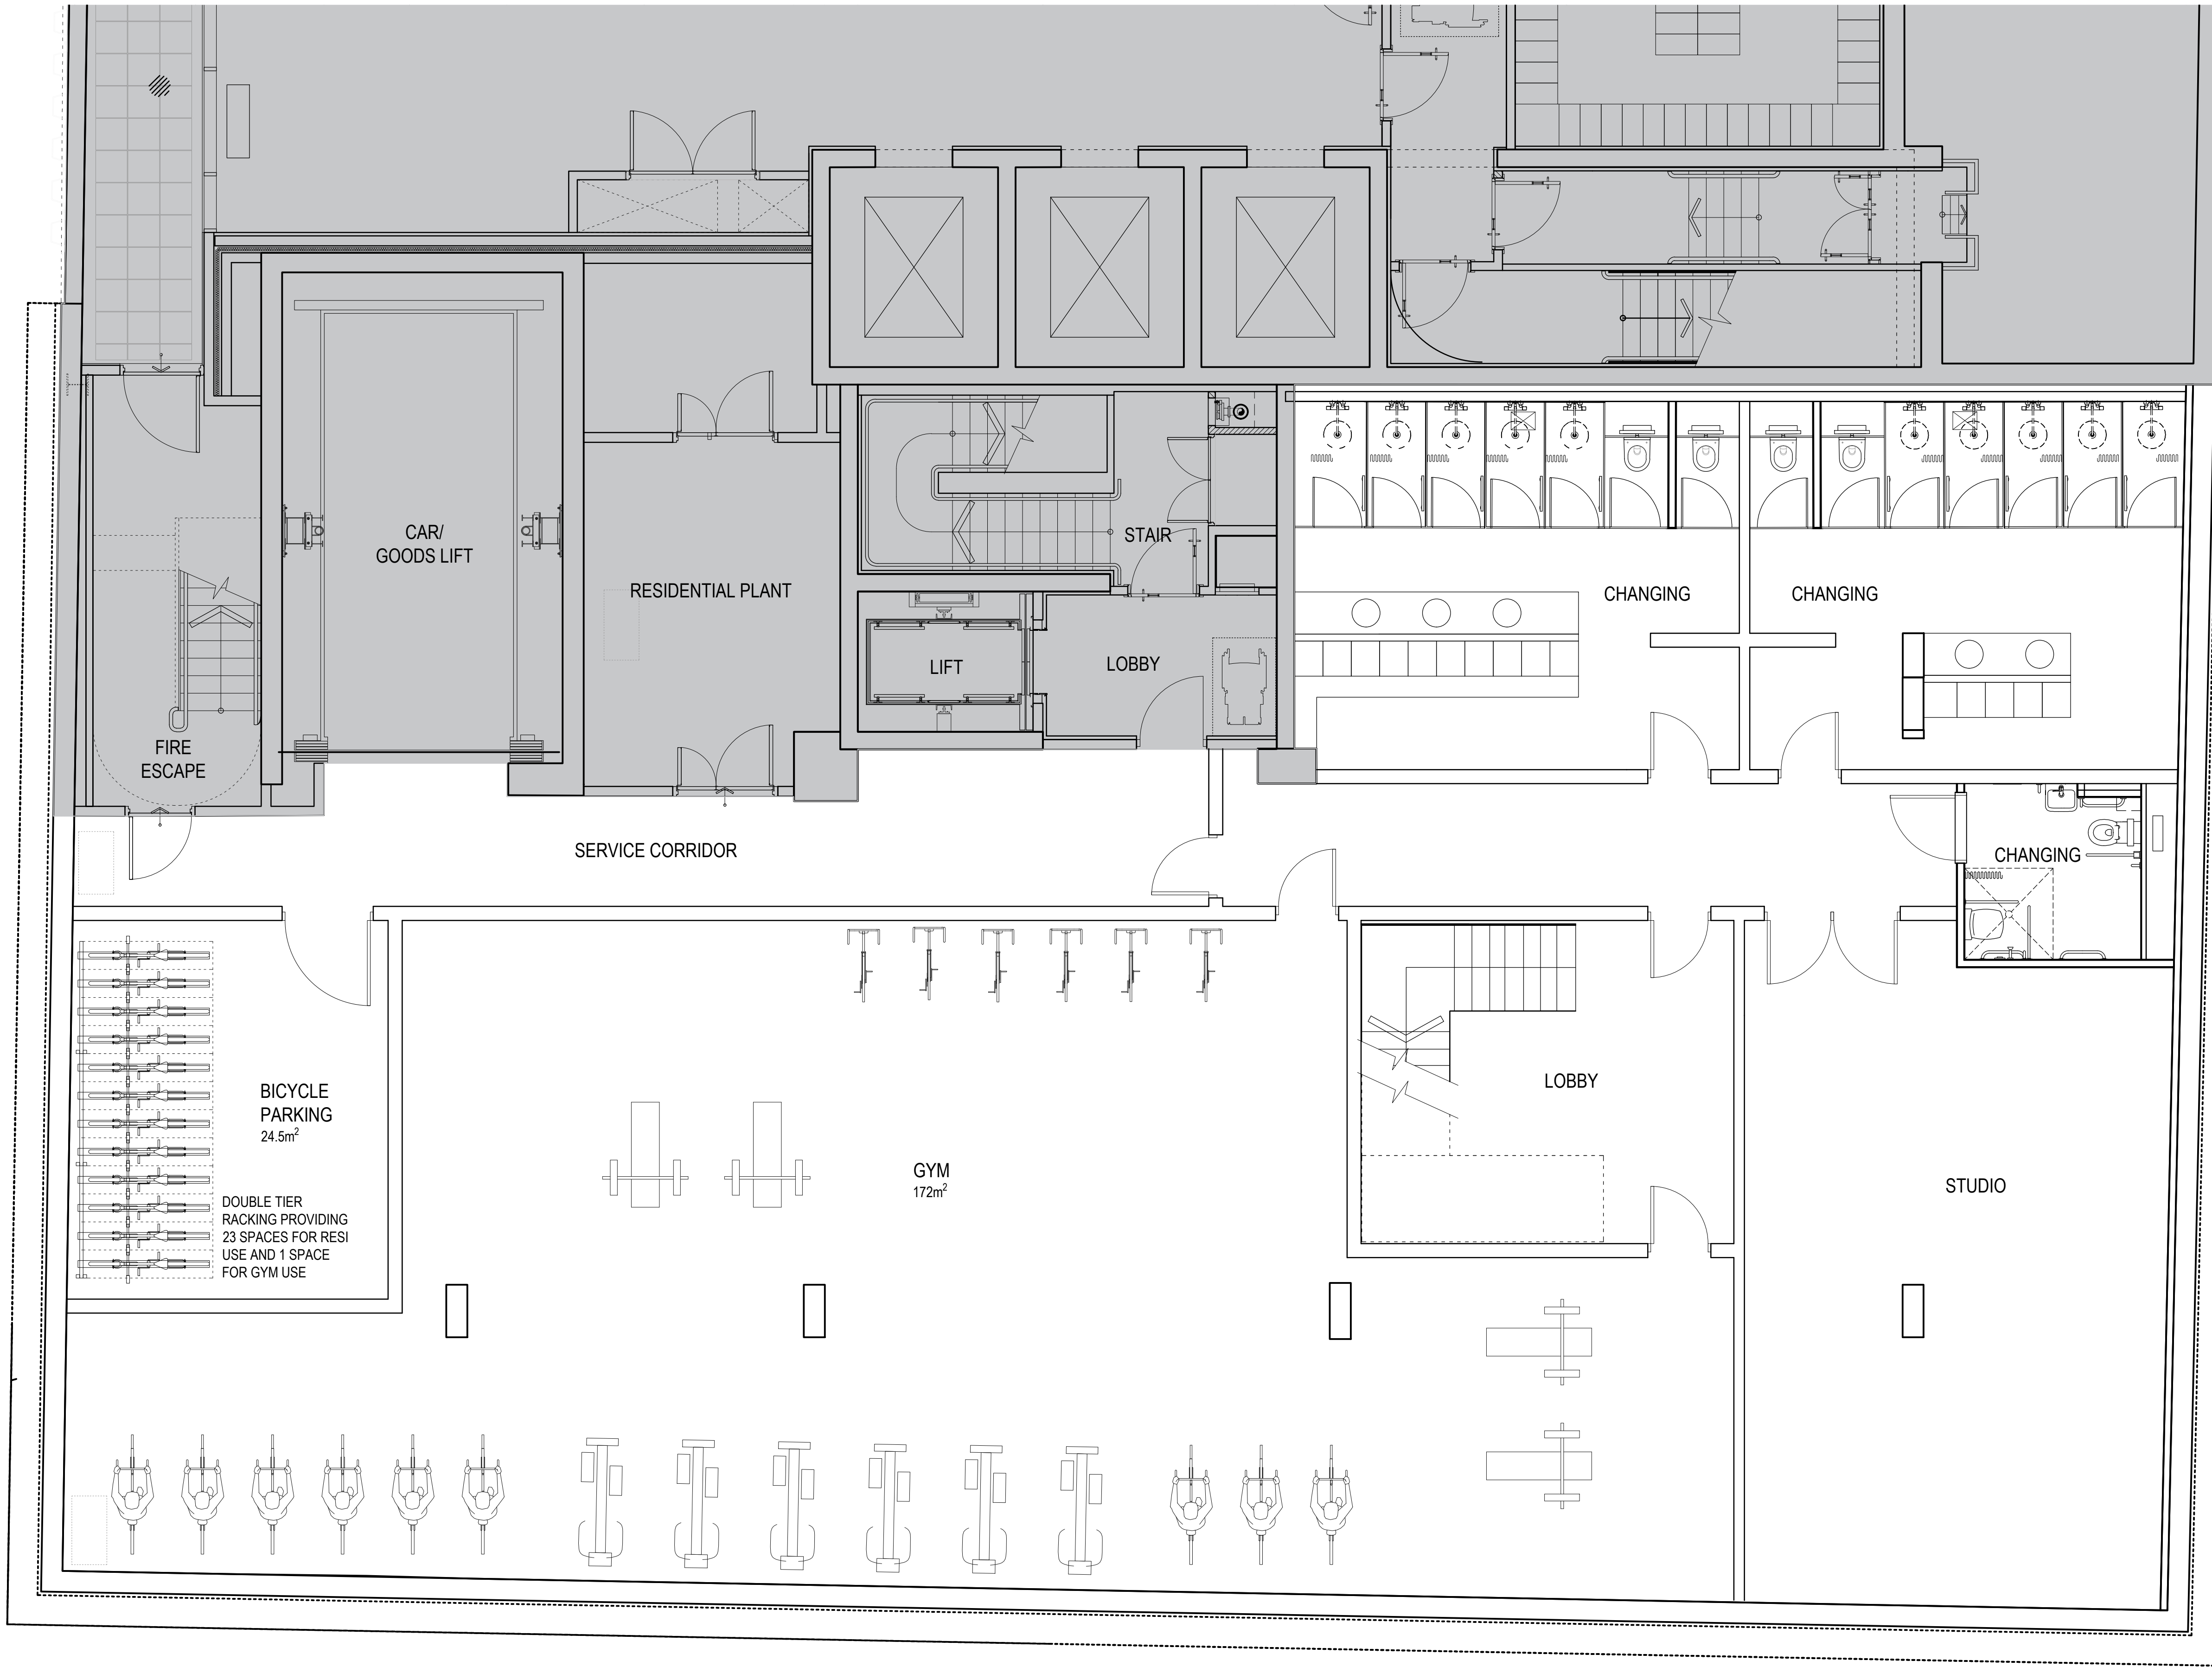 CAR/
GOODS LIFT
STAIR
RESIDENTIAL PLANT
CHANGING
CHANGING
LIFT
LOBBY
FIRE
ESCAPE
SERVICE CORRIDOR
CHANGING
BICYCLE
PARKING
24.5m²
LOBBY
GYM
172m²
STUDIO
DOUBLE TIER
RACKING PROVIDING
23 SPACES FOR RESI
USE AND 1 SPACE
FOR GYM USE